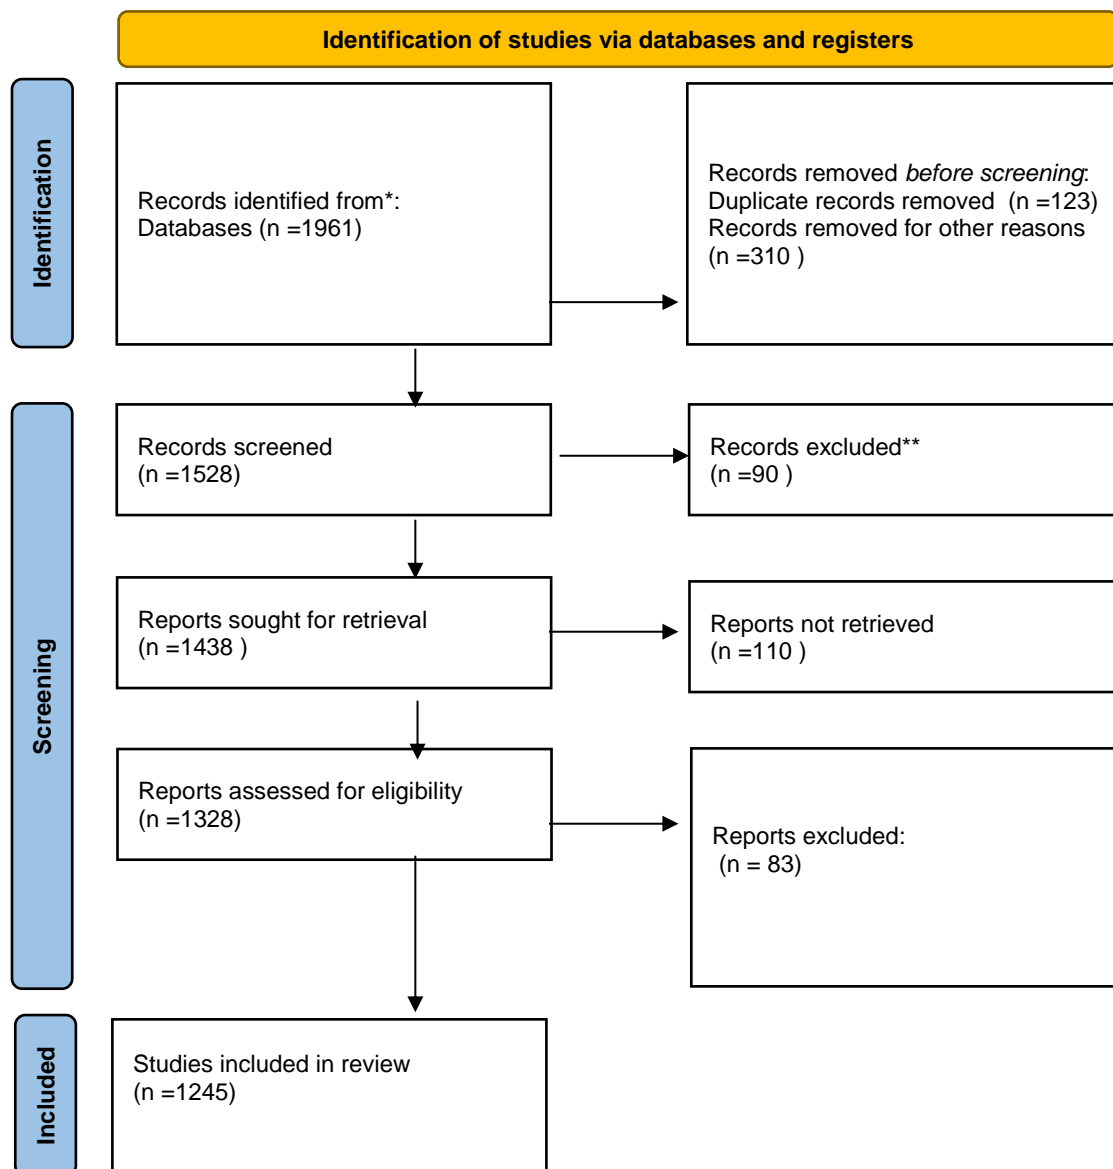 Identification of studies via databases and registers
Identification
Records identified from*:
Databases (n =1961)
Records removed before screening:
Duplicate records removed  (n =123)
Records removed for other reasons
(n =310 )
Screening
Records screened
(n =1528)
Records excluded**
(n =90 )
Reports sought for retrieval
(n =1438 )
Reports not retrieved
(n =110 )
Reports assessed for eligibility
(n =1328)
Reports excluded:
(n = 83)
Included
Studies included in review
(n =1245)